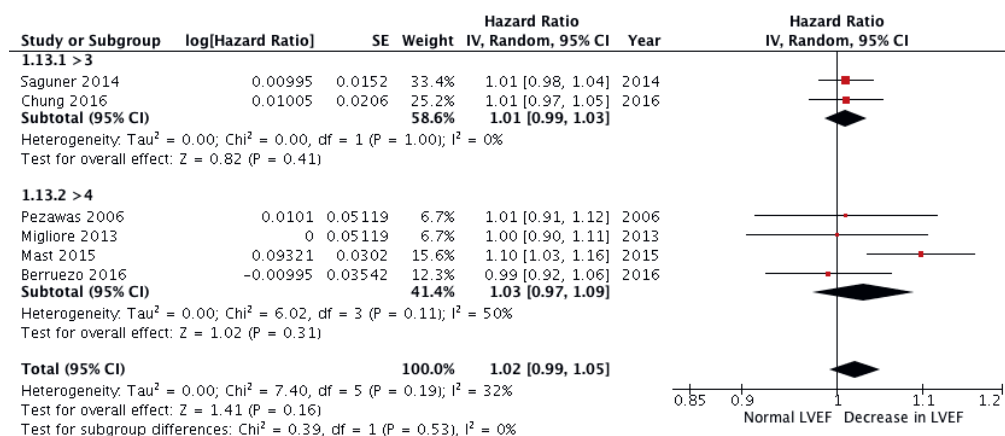 Hazard Ratio Hazard Ratio
Study or Subgroup log[Hazard Ratio] SE Weight IV, Random, 95% CI Year IV, Random, 95% CI
1.13.1 >3
Saguner 2014 0.00995 0.0152 33.4% 1.01 [0.98, 1.04] 2014
Chung 2016 0.01005 0.0206 25.2% 1.01 [0.97, 1.05] 2016
Subtotal (95% CI) 58.6% 1.01 [0.99, 1.03]
Heterogeneity: Tau² = 0.00; Chi² = 0.00, df = 1 (P = 1.00); I² = 0%
Test for overall effect: Z = 0.82 (P = 0.41)
1.13.2 >4
Pezawas 2006 0.0101 0.05119 6.7% 1.01 [0.91, 1.12] 2006
Migliore 2013 0 0.05119 6.7% 1.00 [0.90, 1.11] 2013
Mast 2015 0.09321 0.0302 15.6% 1.10 [1.03, 1.16] 2015
Berruezo 2016 −0.00995 0.03542 12.3% 0.99 [0.92, 1.06] 2016
Subtotal (95% CI) 41.4% 1.03 [0.97, 1.09]
Heterogeneity: Tau² = 0.00; Chi² = 6.02, df = 3 (P = 0.11); I² = 50%
Test for overall effect: Z = 1.02 (P = 0.31)
Total (95% CI) 100.0% 1.02 [0.99, 1.05]
Heterogeneity: Tau² = 0.00; Chi² = 7.40, df = 5 (P = 0.19); I² = 32%
Test for overall effect: Z = 1.41 (P = 0.16)
Test for subgroup differences: Chi² = 0.39, df = 1 (P = 0.53), I² = 0%
0.85 0.9 1 1.1 1.2
Normal LVEF Decrease in LVEF